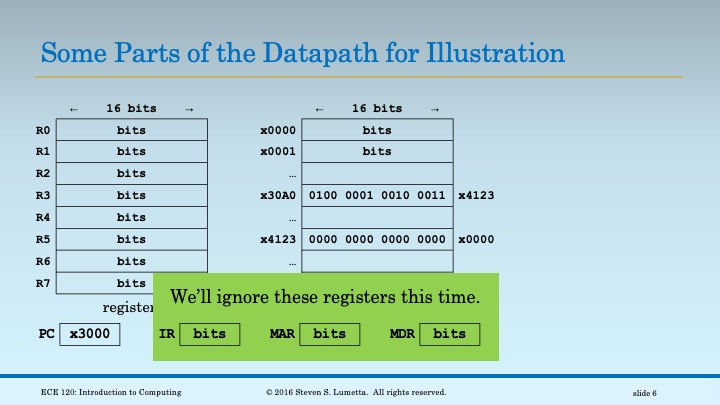 Some Parts of the Datapath for Illustration
← 16 bits → ← 16 bits →
R0 bits x0000 bits
R1 bits x0001 bits
R2 bits …
R3 bits x30A0 0100 0001 0010 0011 x4123
R4 bits …
R5 bits x4123 0000 0000 0000 0000 x0000
R6 bits …
R7 bits
We’ll ignore these registers this time.
register
PC x3000 IR bits MAR bits MDR bits
ECE 120: Introduction to Computing © 2016 Steven S. Lumetta. All rights reserved. slide 6